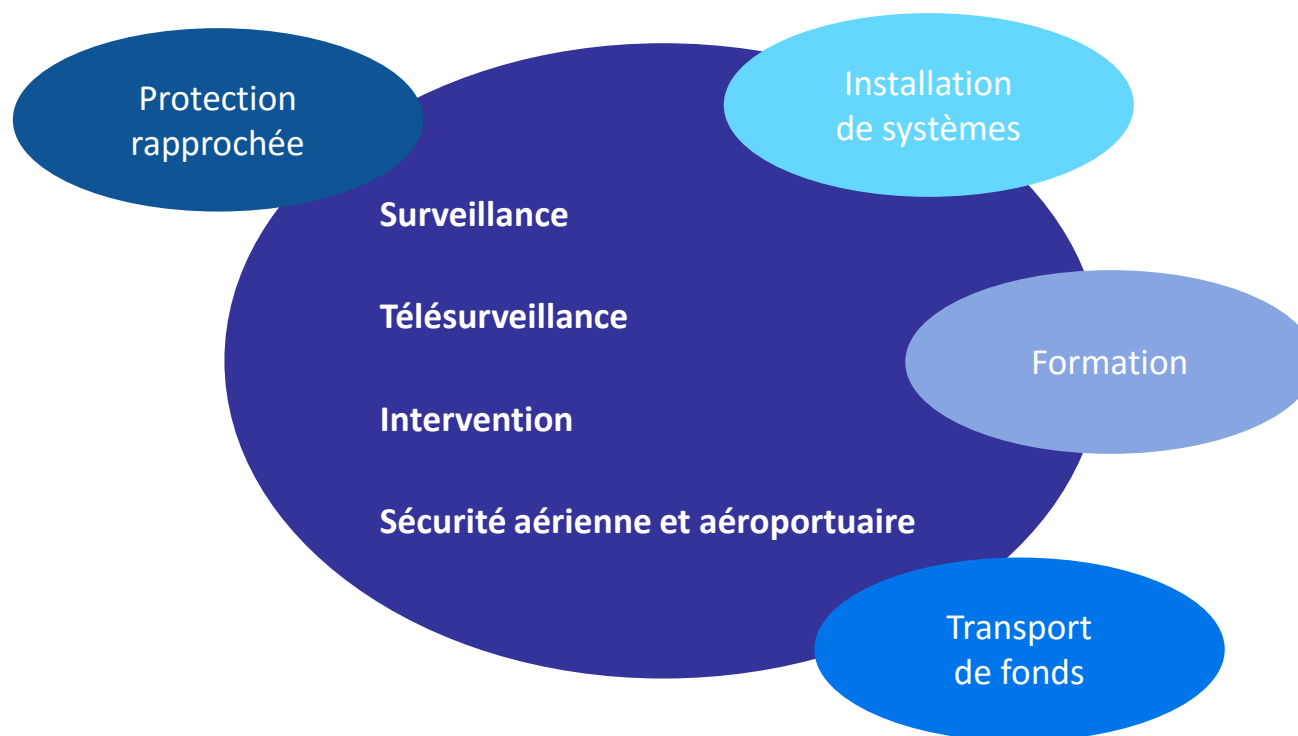 Protection
rapprochée
Installation
de systèmes
Surveillance
Télésurveillance
Formation
Intervention
Sécurité aérienne et aéroportuaire
Transport
de fonds